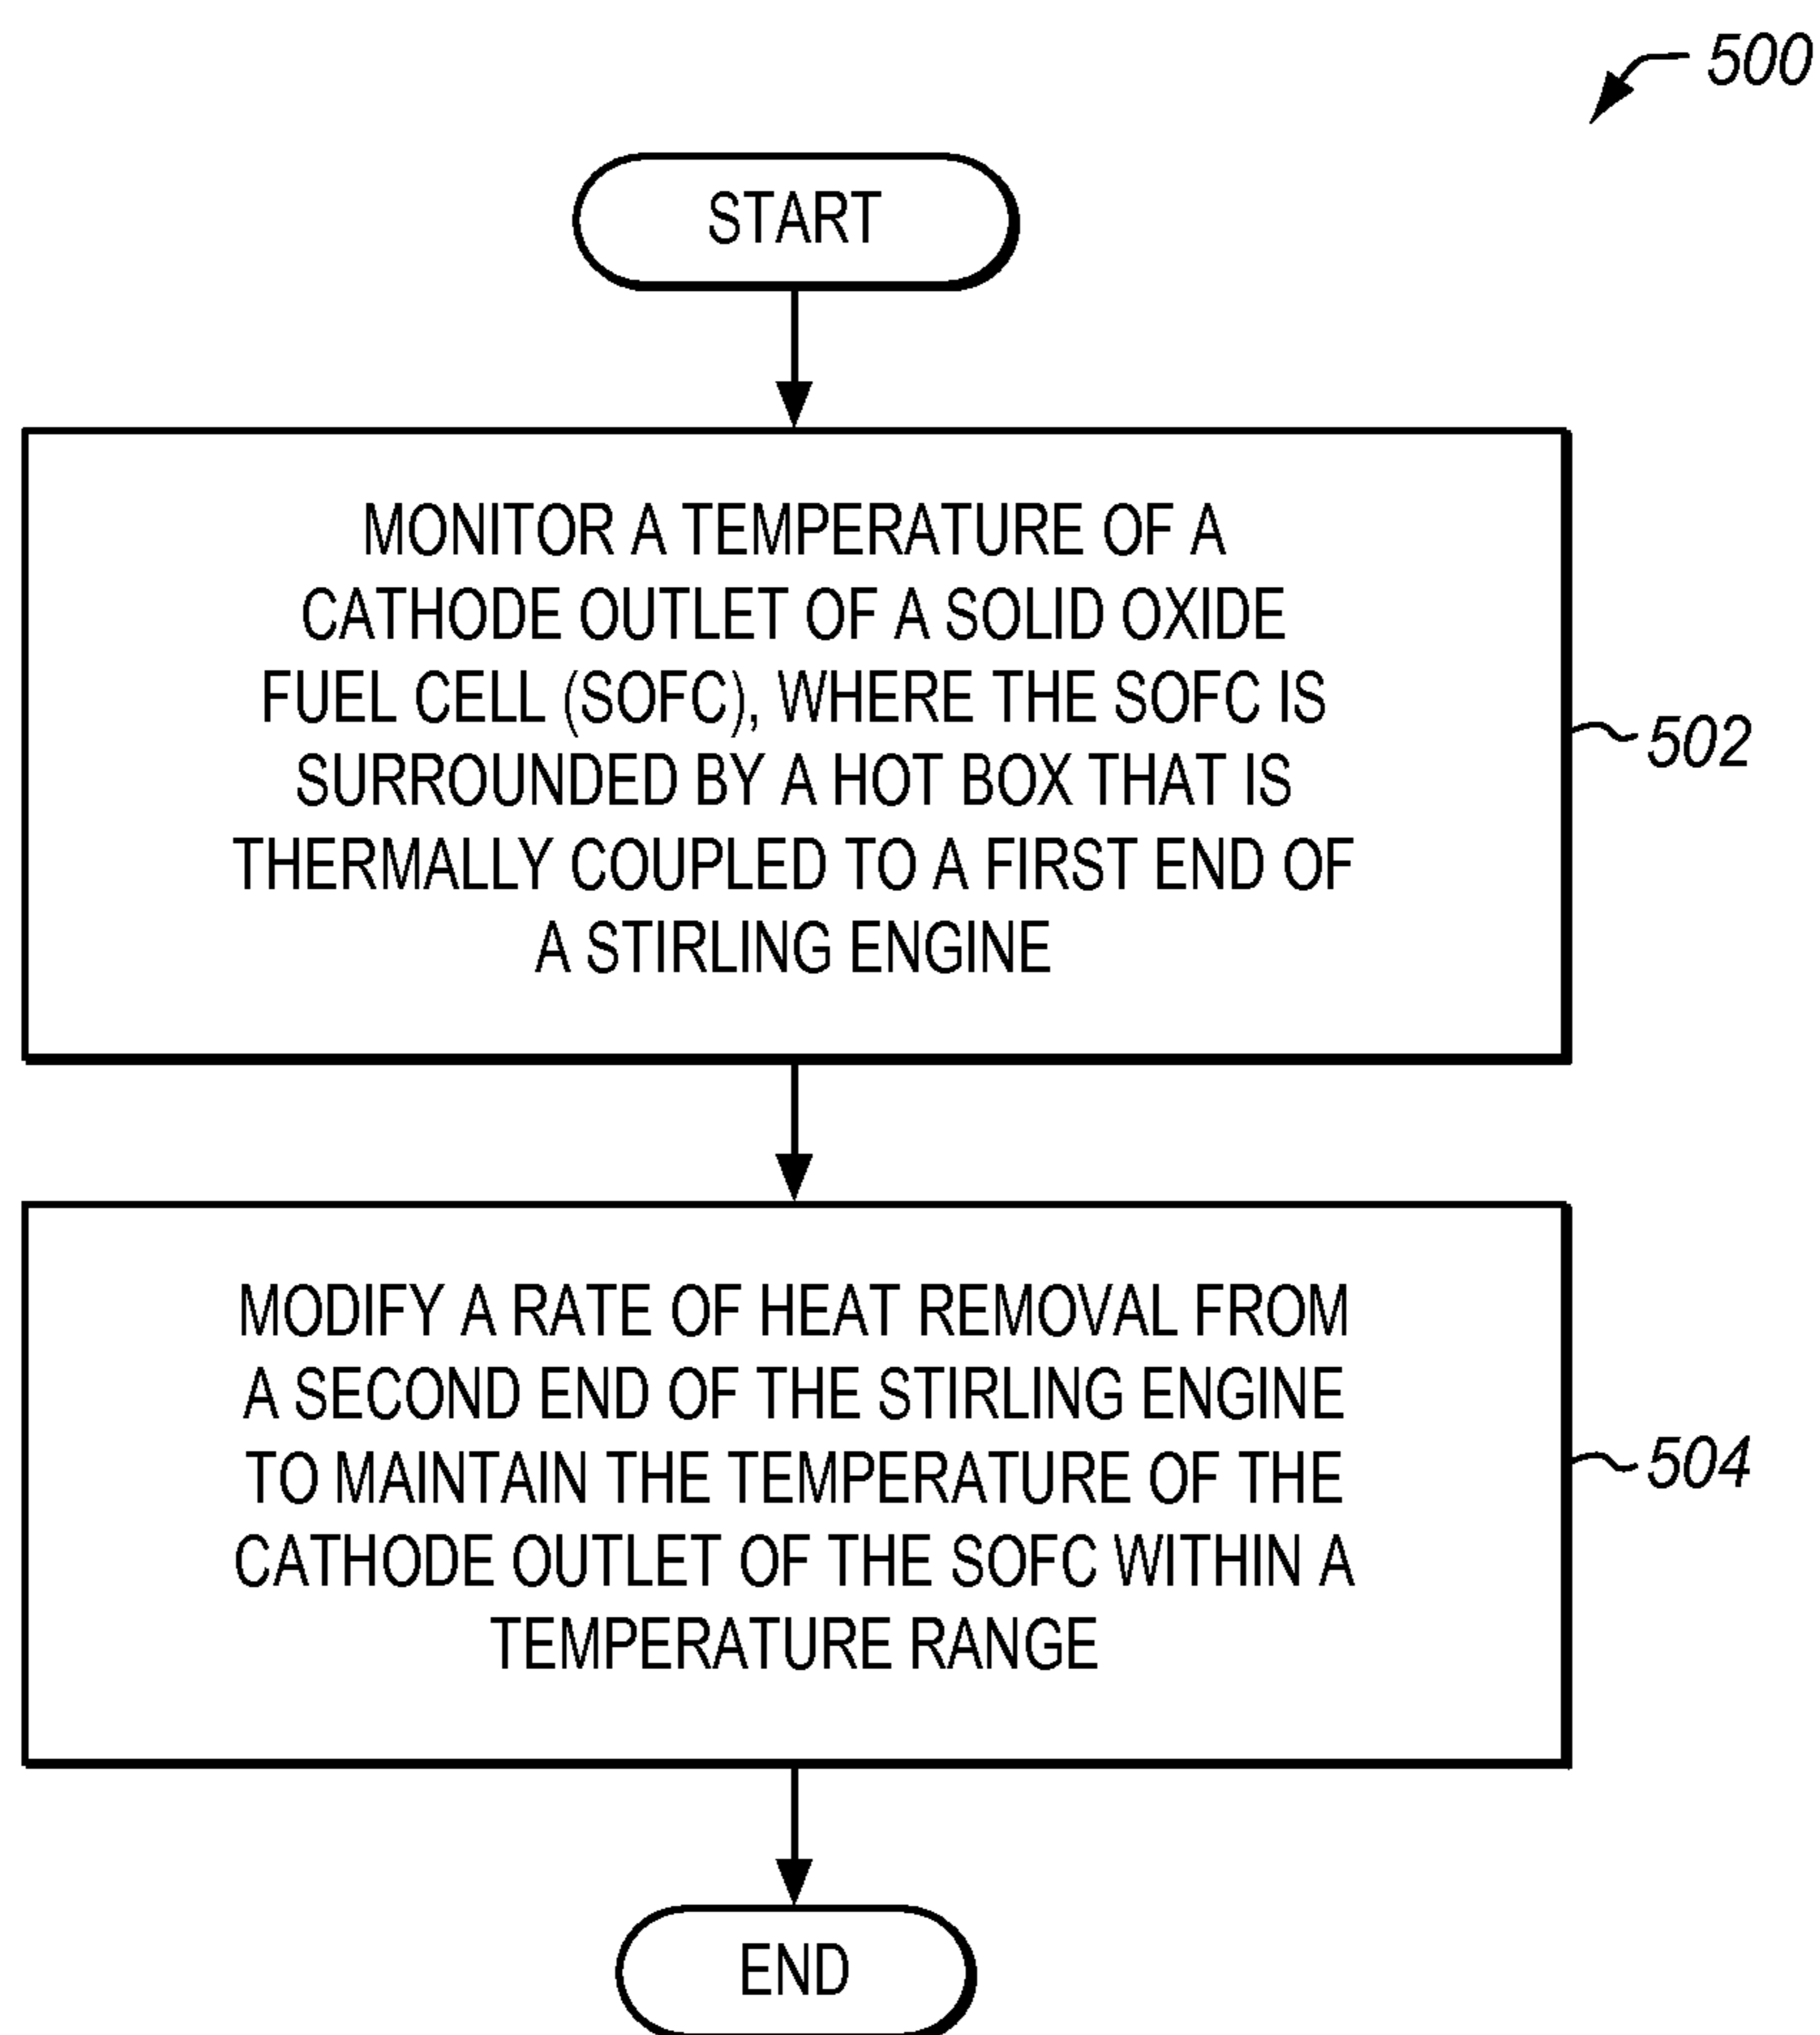 500
START
MONITOR A TEMPERATURE OF A
CATHODE OUTLET OF A SOLID OXIDE
FUEL CELL (SOFC), WHERE THE SOFC IS
SURROUNDED BY A HOT BOX THAT IS
THERMALLY COUPLED TO A FIRST END OF
A STIRLING ENGINE
502
MODIFY A RATE OF HEAT REMOVAL FROM
A SECOND END OF THE STIRLING ENGINE
TO MAINTAIN THE TEMPERATURE OF THE
CATHODE OUTLET OF THE SOFC WITHIN A
TEMPERATURE RANGE
504
END